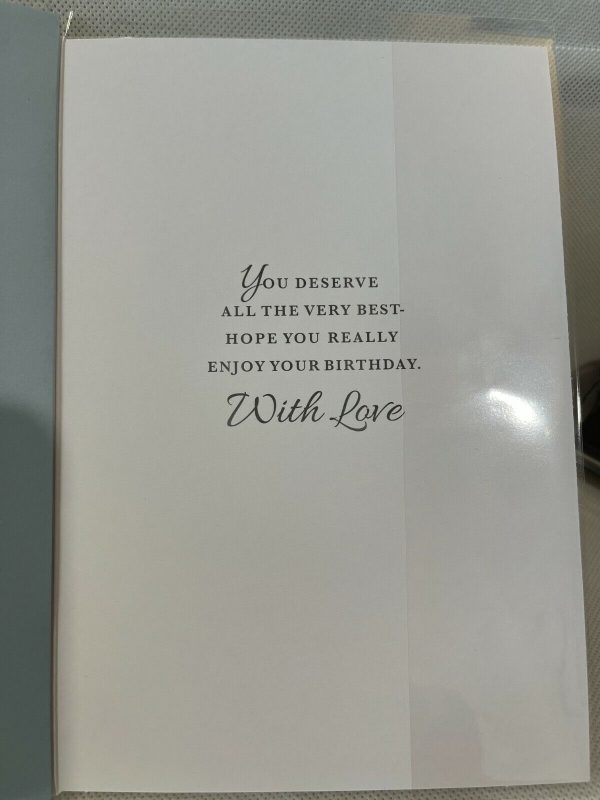 You DESERVE
ALL THE VERY BEST-
HOPE YOU REALLY
ENJOY YOUR BIRTHDAY.
With Love